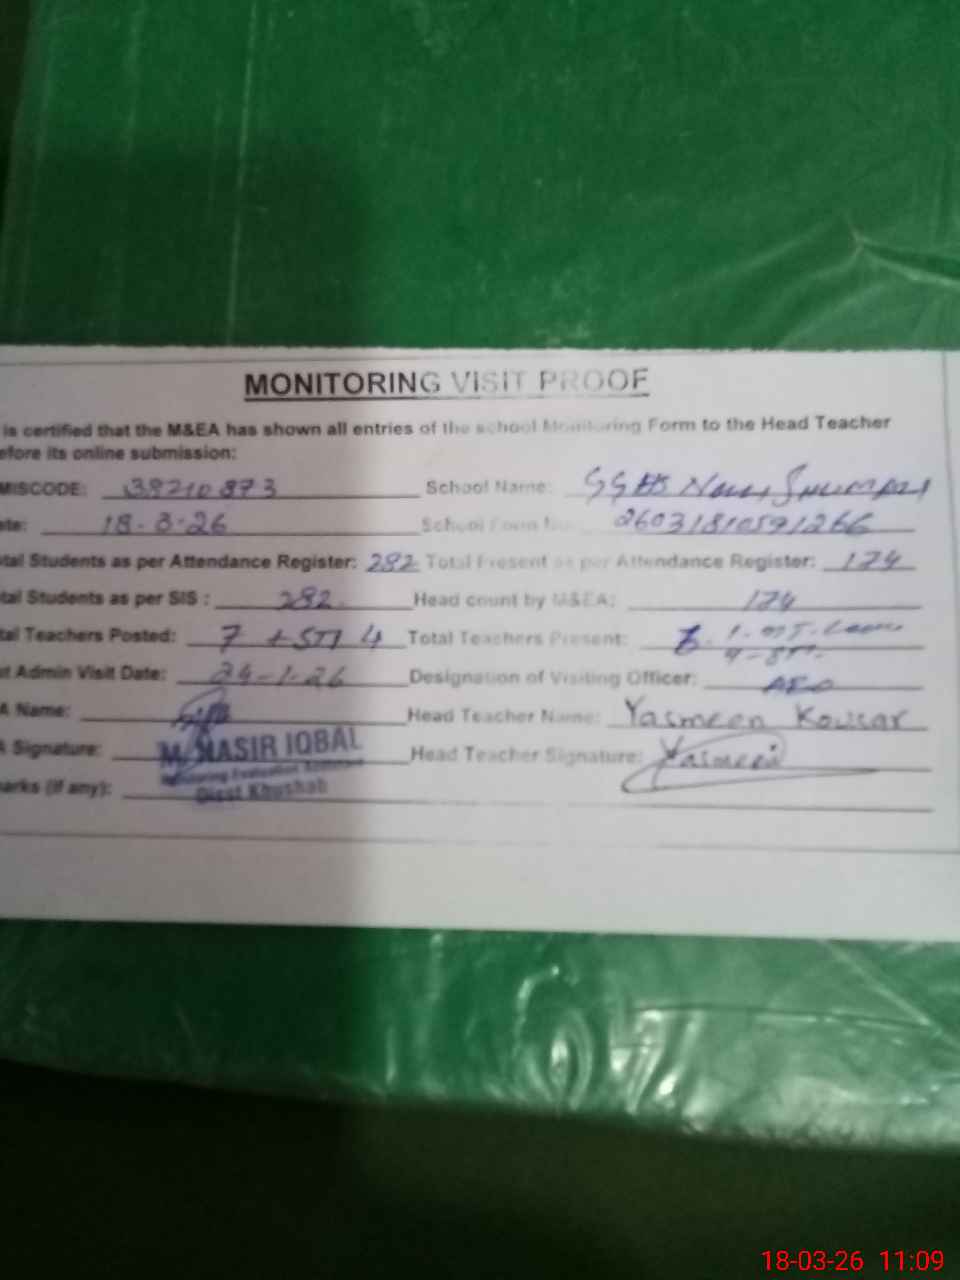 MONITORING VISIT PROOF
is certified that the M&EA has shown all entries of the school Monitoring Form to the Head Teacher
efore its online submission:
MISCODE: 38210873 School Name: GGHS
ate: 18-3-26 School Form No. 26031810591266
tal Students as per Attendance Register: 282 Total Present as per Attendance Register: 174
tal Students as per SIS : 282 Head count by M&EA: 174
tal Teachers Posted: 7 + STI 4 Total Teachers Present: 6.
t Admin Visit Date: 24-1-26 Designation of Visiting Officer: AEO
A Name: Head Teacher Name: Yasmeen Kousar
A Signature: M. NASIR IQBAL Head Teacher Signature: Yasmeen
Monitoring Evaluation Assistant
arks (if any): Distt Khushab
18-03-26 11:09